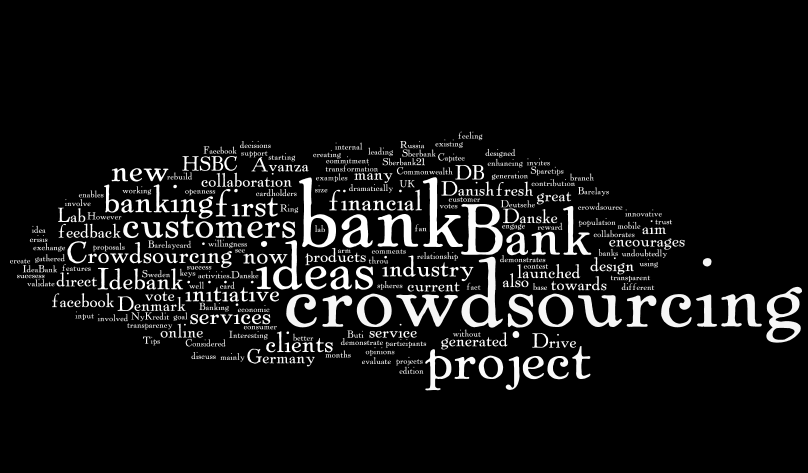 feeling
decisions internal Russia existing
Facebook support creating leading Sberbank Capitec designed
HSBC starting commitment Sberbank21 enhancing invites
new rebuild Avanza transformation Commonwealth DB generation Sparetips
collaboration examples many UK contribution branch
enables working openness cardholders size dramatically Danish fresh Barclays
banking first Ring financial bank customer Deutsche great
involve Lab However lab fan votes Bank Danske crowdsource innovative
idea feedback customers arm engage reward population mobile trust aim
crisis Barclaycard willingness comments relationship collaborates encourages
exchange proposals Crowdsourcing see now products banks undoubtedly
create gathered success throu demonstrates
IdeaBank features Sweden keys activities.Danske ideas industry contest launched design using
success validate direct Idebank well card spheres current fact also base towards transparent different
facebook Denmark vote initiative crowdsourcing
Banking economic
input involved NyKredit goal services
transparency consumer
online Interesting better Buti service without
Tips Considered clients demonstrate participants generated Drive
discuss mainly Germany months opinions project
evaluate projects
edition